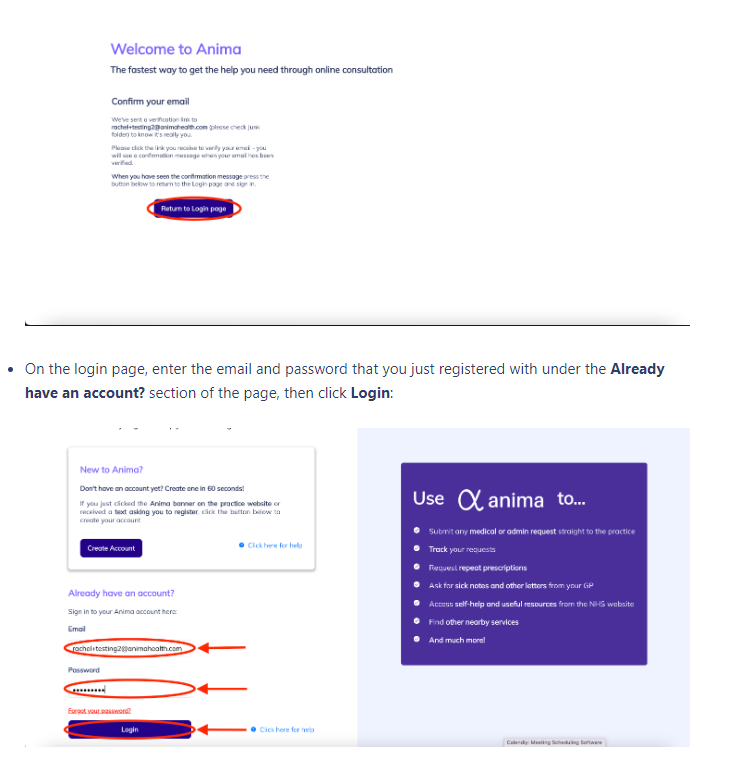 Welcome to Anima
The fastest way to get the help you need through online consultation
Confirm your email
We've sent a verification link to
rachel+testing2@animahealth.com (please check junk
folder) to know it's really you.
Please click the link you receive to verify your email - you
will see a confirmation message when your email has been
verified.
When you have seen the confirmation message press the
button below to return to the Login page and sign in.
Return to Login page
• On the login page, enter the email and password that you just registered with under the Already
have an account? section of the page, then click Login:
New to Anima?
Don't have an account yet? Create one in 60 seconds!
If you just clicked the Anima banner on the practice website or
received a text asking you to register, click the button below to
create your account
Create Account
Click here for help
Already have an account?
Sign in to your Anima account here:
Email
rachel+testing2@animahealth.com
Password
Forgot your password?
Login
Click here for help
Use anima to...
Submit any medical or admin request straight to the practice
Track your requests
Request repeat prescriptions
Ask for sick notes and other letters from your GP
Access self-help and useful resources from the NHS website
Find other nearby services
And much more!
Calendly: Meeting Scheduling Software